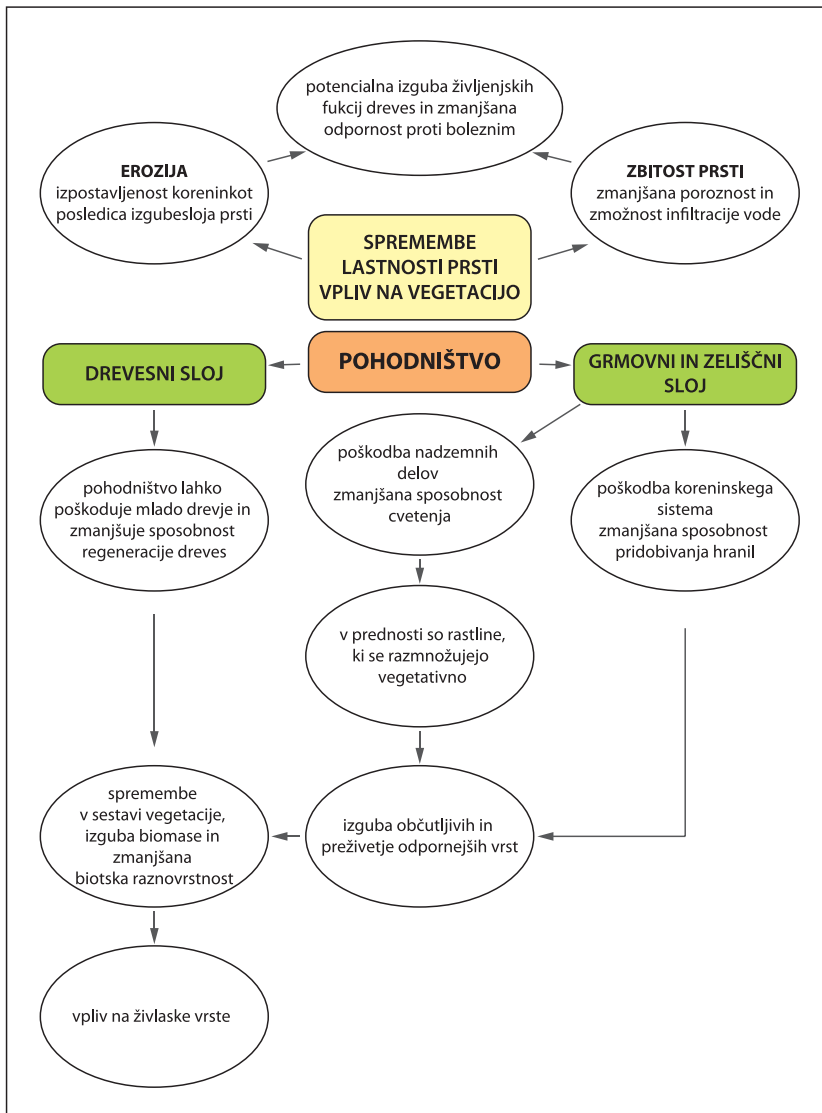 potencialna izguba življenjskih
fukcij dreves in zmanjšana
odpornost proti boleznim
EROZIJA
izpostavljenost koreninkot
posledica izgubesloja prsti
ZBITOST PRSTI
zmanjšana poroznost in
zmožnost infiltracije vode
SPREMEMBE
LASTNOSTI PRSTI
VPLIV NA VEGETACIJO
DREVESNI SLOJ
POHODNIŠTVO
GRMOVNI IN ZELIŠČNI
SLOJ
pohodništvo lahko
poškoduje mlado drevje in
zmanjšuje sposobnost
regeneracije dreves
poškodba nadzemnih
delov
zmanjšana sposobnost
cvetenja
poškodba koreninskega
sistema
zmanjšana sposobnost
pridobivanja hranil
v prednosti so rastline,
ki se razmnožujejo
vegetativno
spremembe
v sestavi vegetacije,
izguba biomase in
zmanjšana
biotska raznovrstnost
izguba občutljivih in
preživetje odpornejših vrst
vpliv na živlaske vrste